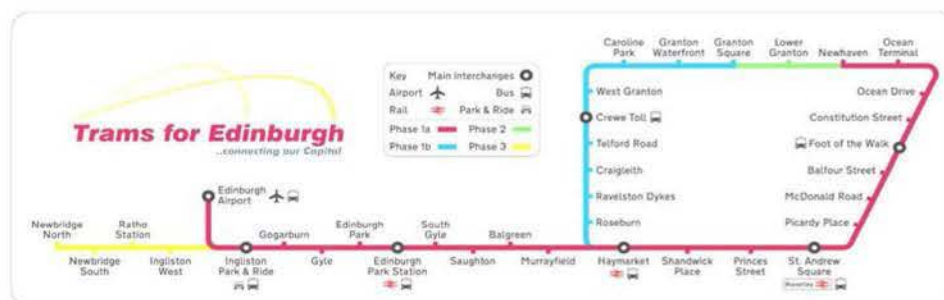 Trams for Edinburgh
...connecting our Capital
Key
Main Interchanges
Airport
Bus
Rail
Park & Ride
Phase 1a
Phase 2
Phase 1b
Phase 3
Caroline
Park
Granton
Waterfront
Granton
Square
Lower
Granton
Newhaven
Ocean
Terminal
West Granton
Crewe Toll
Telford Road
Craigleith
Ravelston Dykes
Roseburn
Ocean Drive
Constitution Street
Foot of the Walk
Balfour Street
McDonald Road
Picardy Place
Edinburgh
Airport
Newbridge
North
Newbridge
South
Ratho
Station
Ingliston
West
Ingliston
Park & Ride
Gogarburn
Gyle
Edinburgh
Park
Edinburgh
Park Station
South
Gyle
Saughton
Balgreen
Murrayfield
Haymarket
Shandwick
Place
Princes
Street
St. Andrew
Square
Waverley